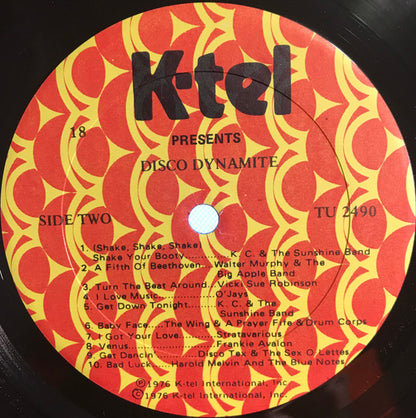 K-tel
18
PRESENTS
DISCO DYNAMITE
SIDE TWO
TU 2490
1. (Shake, Shake, Shake)
Shake Your Booty.......... K. C. & The Sunshine Band
2. A Fifth Of Beethoven....... Walter Murphy & The
Big Apple Band
3. Turn The Beat Around.... Vicki Sue Robinson
4. I Love Music............ O'Jays
5. Get Down Tonight........ K. C. & The
Sunshine Band
6. Baby Face.... The Wing & A Prayer Fife & Drum Corps
7. I Got Your Love...... Stratavarious
8. Venus............ Frankie Avalon
9. Get Dancin'........ Disco Tex & The Sex O Lettes
10. Bad Luck.... Harold Melvin And The Blue Notes
℗1976 K-tel International, Inc.
©1976 K-tel International, Inc.